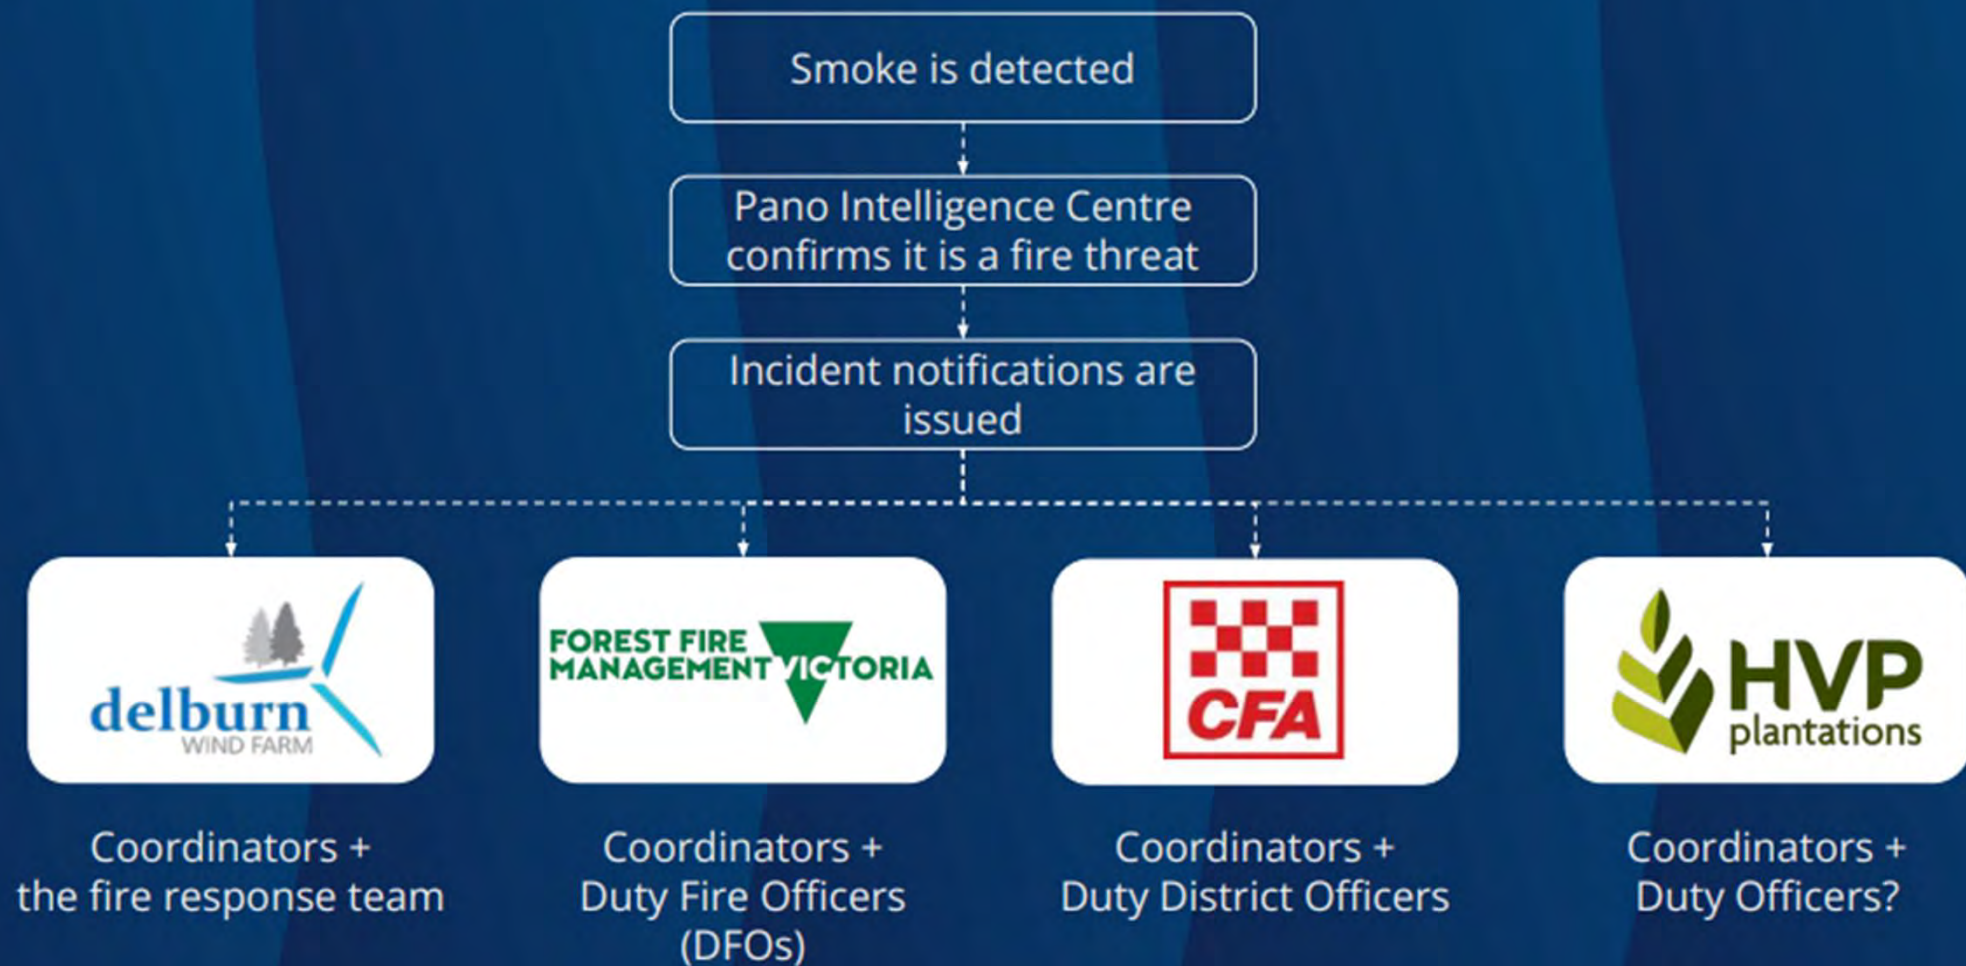 Smoke is detected
Pano Intelligence Centre
confirms it is a fire threat
Incident notifications are
issued
delburn
WIND FARM
Coordinators +
the fire response team
FOREST FIRE
MANAGEMENT VICTORIA
Coordinators +
Duty Fire Officers
(DFOs)
CFA
Coordinators +
Duty District Officers
HVP
plantations
Coordinators +
Duty Officers?